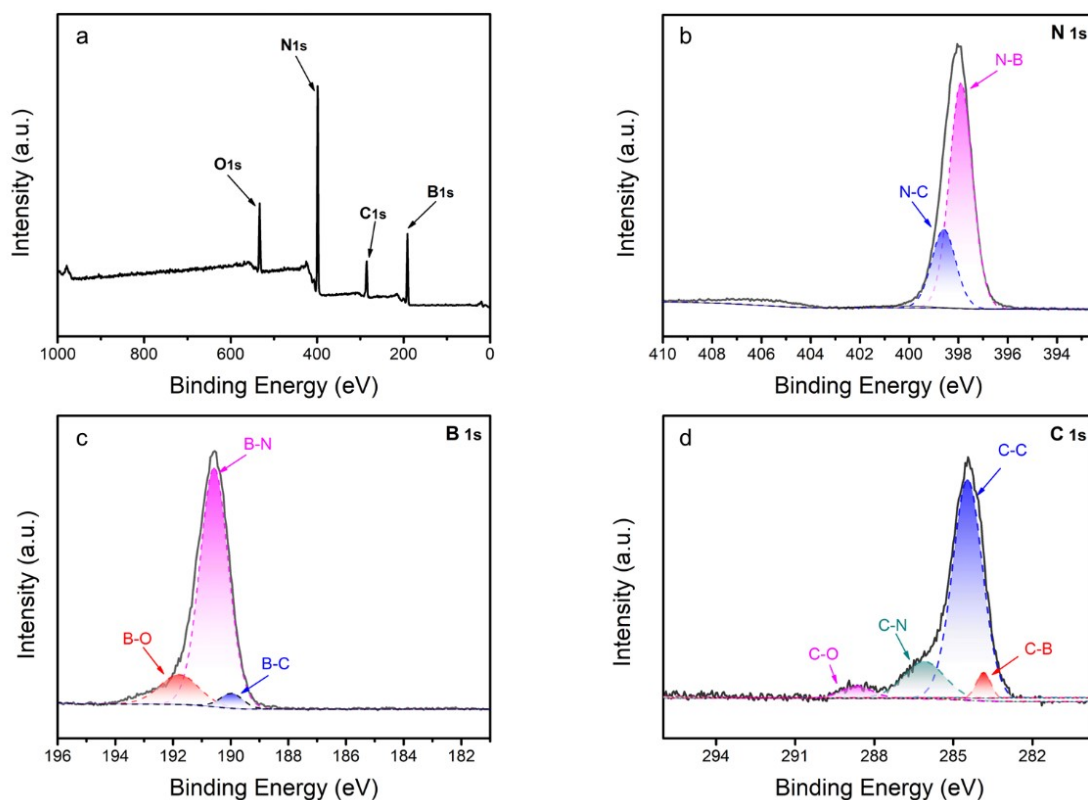 a
N1s
O1s
C1s
B1s
Intensity (a.u.)
1000 800 600 400 200 0
Binding Energy (eV)
b
N 1s
N-B
N-C
Intensity (a.u.)
410 408 406 404 402 400 398 396 394
Binding Energy (eV)
c
B 1s
B-N
B-O
B-C
Intensity (a.u.)
196 194 192 190 188 186 184 182
Binding Energy (eV)
d
C 1s
C-C
C-N
C-O
C-B
Intensity (a.u.)
294 291 288 285 282
Binding Energy (eV)